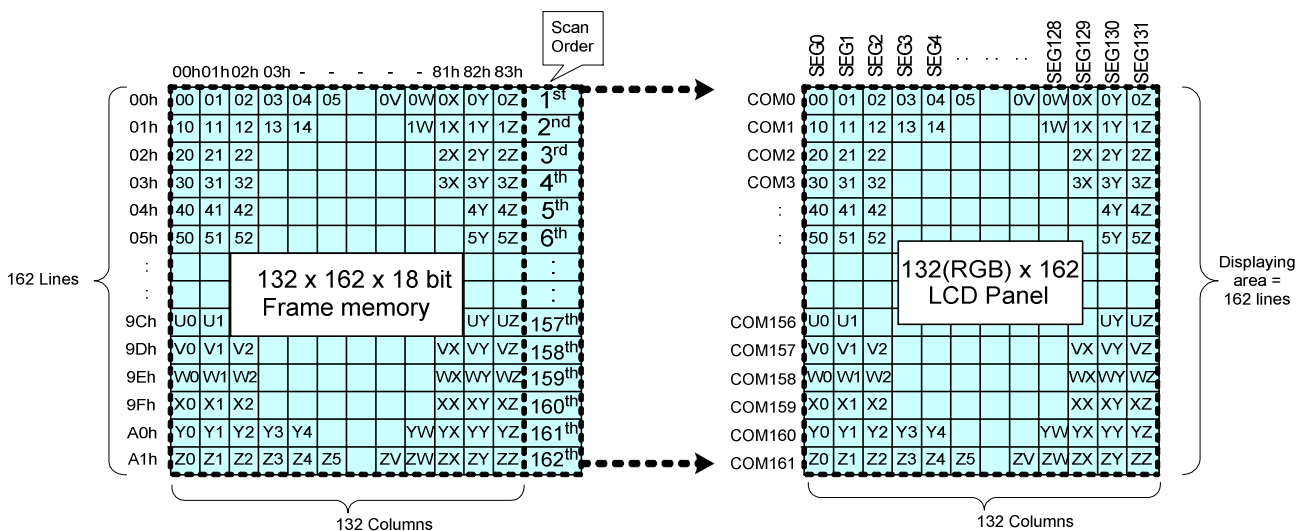 Scan
Order
SEG0 SEG1 SEG2 SEG3 SEG4 .. .. .. .. SEG128 SEG129 SEG130 SEG131
00h 01h 02h 03h - - - - - 81h 82h 83h
00h 00 01 02 03 04 05 0V 0W 0X 0Y 0Z 1st
01h 10 11 12 13 14 1W 1X 1Y 1Z 2nd
02h 20 21 22 2X 2Y 2Z 3rd
03h 30 31 32 3X 3Y 3Z 4th
04h 40 41 42 4Y 4Z 5th
05h 50 51 52 5Y 5Z 6th
: :
: :
9Ch U0 U1 UY UZ 157th
9Dh V0 V1 V2 VX VY VZ 158th
9Eh W0 W1 W2 WX WY WZ 159th
9Fh X0 X1 X2 XX XY XZ 160th
A0h Y0 Y1 Y2 Y3 Y4 YW YX YY YZ 161th
A1h Z0 Z1 Z2 Z3 Z4 Z5 ZV ZW ZX ZY ZZ 162th
162 Lines
132 x 162 x 18 bit
Frame memory
132 Columns
COM0 00 01 02 03 04 05 0V 0W 0X 0Y 0Z
COM1 10 11 12 13 14 1W 1X 1Y 1Z
COM2 20 21 22 2X 2Y 2Z
COM3 30 31 32 3X 3Y 3Z
: 40 41 42 4Y 4Z
: 50 51 52 5Y 5Z
COM156 U0 U1 UY UZ
COM157 V0 V1 V2 VX VY VZ
COM158 W0 W1 W2 WX WY WZ
COM159 X0 X1 X2 XX XY XZ
COM160 Y0 Y1 Y2 Y3 Y4 YW YX YY YZ
COM161 Z0 Z1 Z2 Z3 Z4 Z5 ZV ZW ZX ZY ZZ
132(RGB) x 162
LCD Panel
Displaying
area =
162 lines
132 Columns